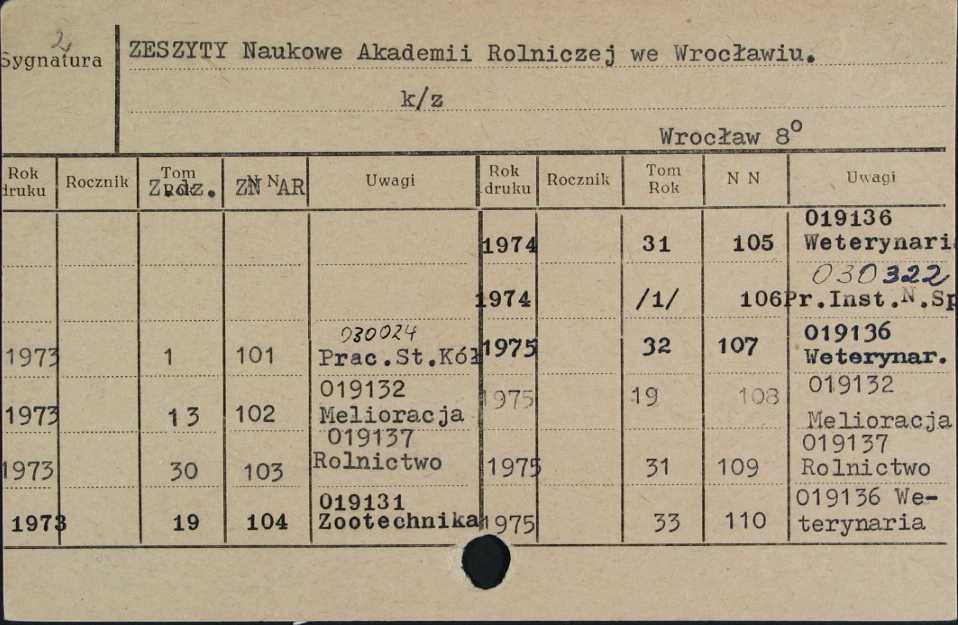 2
Sygnatura
ZESZYTY Naukowe Akademii Rolniczej we Wrocławiu.
k/z
Wrocław 8°
Rok druku Rocznik Tom Zn.dz. N N ZN AR Uwagi
1973 1 101 030024 Prac.St.Kół
1973 13 102 019132 Melioracja
1973 30 103 019137 Rolnictwo
1973 19 104 019131 Zootechnika
Rok druku Rocznik Tom Rok N N Uwagi
1974 31 105 019136 Weterynaria
1974 /1/ 106 030322 Pr.Inst.N.Sp
1975 32 107 019136 Weterynar.
1975 19 108 019132 Melioracja
1975 31 109 019137 Rolnictwo
1975 33 110 019136 We-
terynaria